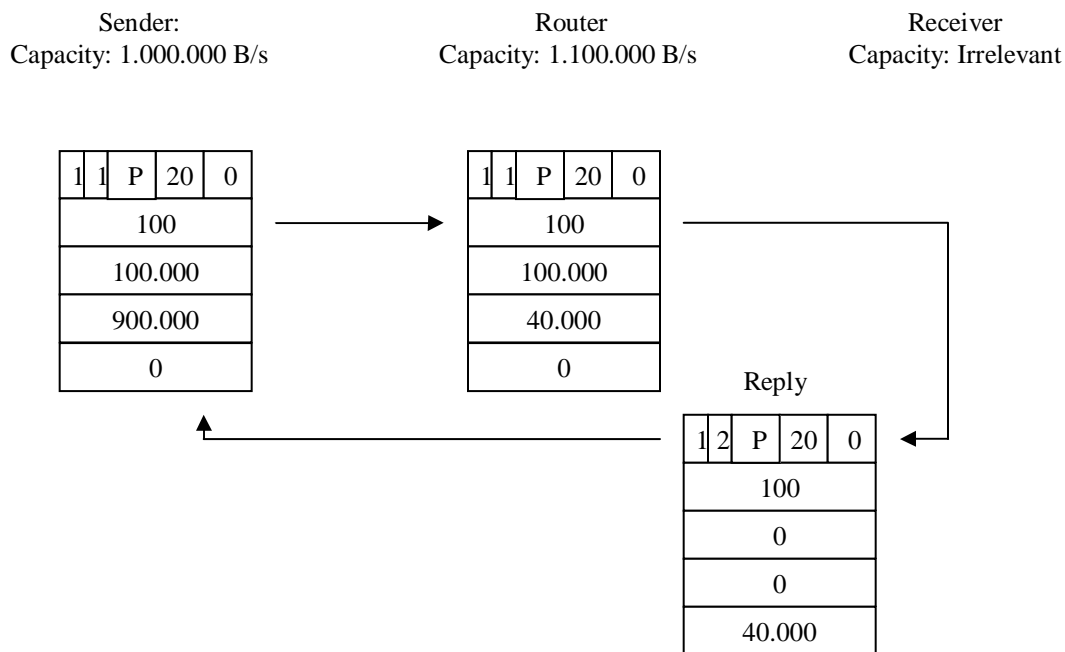 Sender:
Capacity: 1.000.000 B/s
Router
Capacity: 1.100.000 B/s
Receiver
Capacity: Irrelevant
1 1 P 20 0
100
100.000
900.000
0
1 1 P 20 0
100
100.000
40.000
0
Reply
1 2 P 20 0
100
0
0
40.000